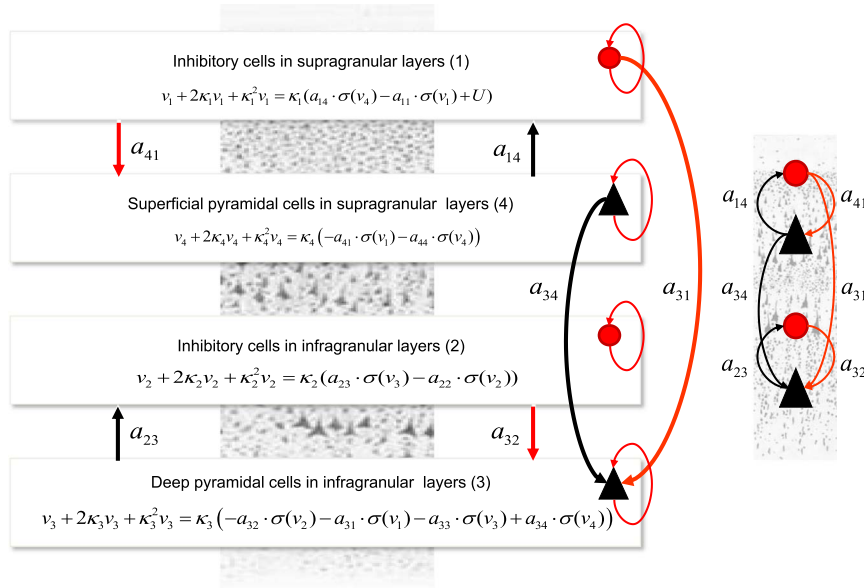 Inhibitory cells in supragranular layers (1)
v₁ + 2κ₁v₁ + κ₁²v₁ = κ₁(a₁₄ · σ(v₄) − a₁₁ · σ(v₁) + U)
a₄₁
a₁₄
Superficial pyramidal cells in supragranular layers (4)
v₄ + 2κ₄v₄ + κ₄²v₄ = κ₄(−a₄₁ · σ(v₁) − a₄₄ · σ(v₄))
a₃₄
a₃₁
Inhibitory cells in infragranular layers (2)
v₂ + 2κ₂v₂ + κ₂²v₂ = κ₂(a₂₃ · σ(v₃) − a₂₂ · σ(v₂))
a₂₃
a₃₂
Deep pyramidal cells in infragranular layers (3)
v₃ + 2κ₃v₃ + κ₃²v₃ = κ₃(−a₃₂ · σ(v₂) − a₃₁ · σ(v₁) − a₃₃ · σ(v₃) + a₃₄ · σ(v₄))
a₁₄
a₄₁
a₃₄
a₃₁
a₂₃
a₃₂